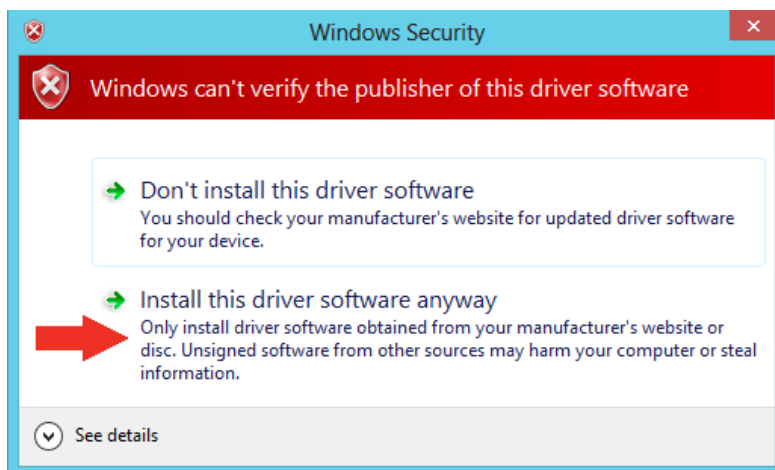 Windows Security
Windows can't verify the publisher of this driver software
Don't install this driver software
You should check your manufacturer's website for updated driver software
for your device.
Install this driver software anyway
Only install driver software obtained from your manufacturer's website or
disc. Unsigned software from other sources may harm your computer or steal
information.
See details